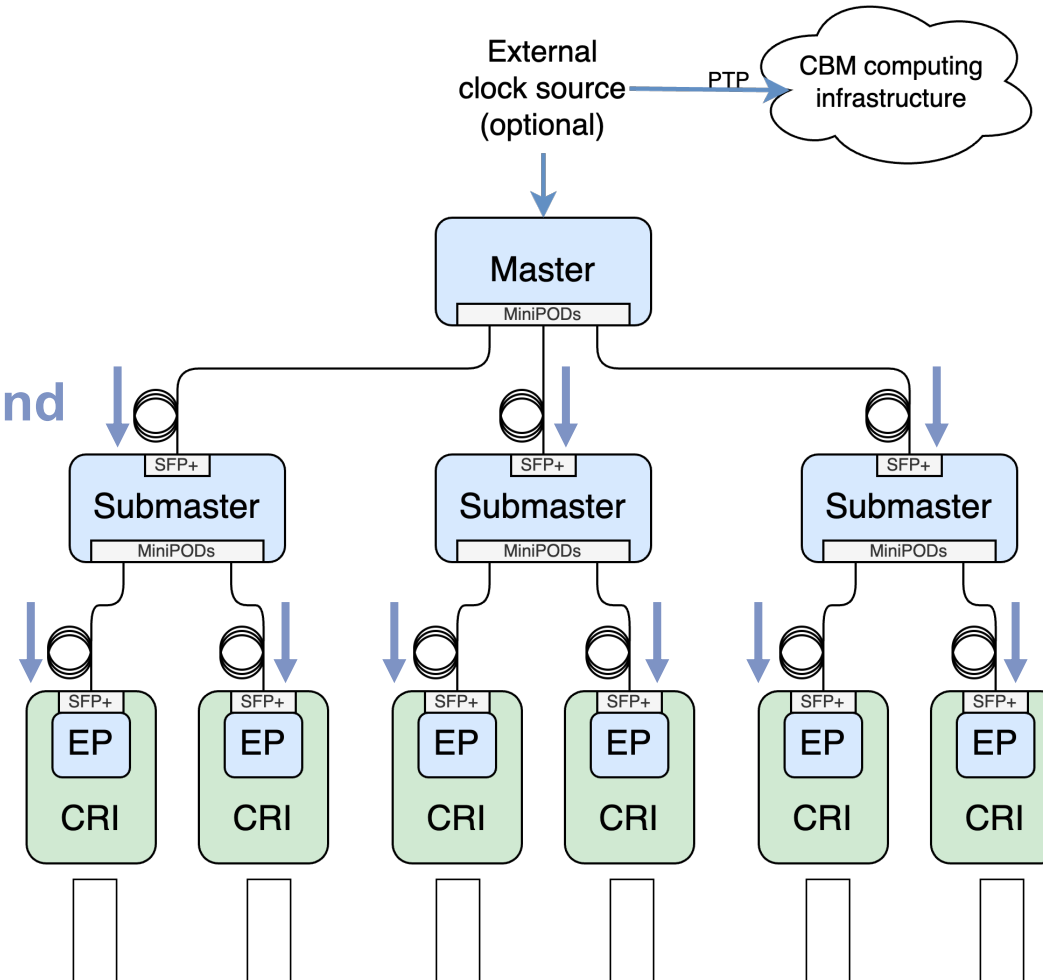 External
clock source
(optional)
PTP
CBM computing
infrastructure
Master
MiniPODs
nd
SFP+
SFP+
SFP+
Submaster
Submaster
Submaster
MiniPODs
MiniPODs
MiniPODs
SFP+
SFP+
SFP+
SFP+
SFP+
SFP+
EP
EP
EP
EP
EP
EP
CRI
CRI
CRI
CRI
CRI
CRI